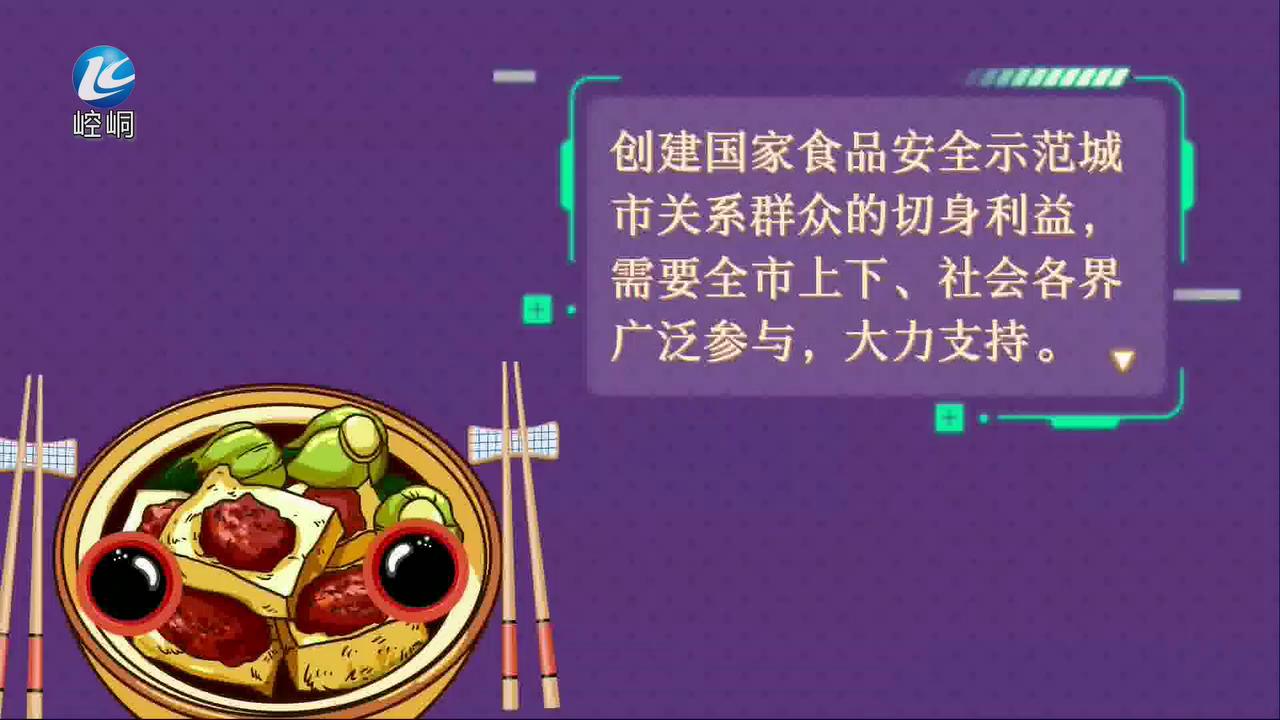 崆峒
创建国家食品安全示范城
市关系群众的切身利益，
需要全市上下、社会各界
广泛参与，大力支持。